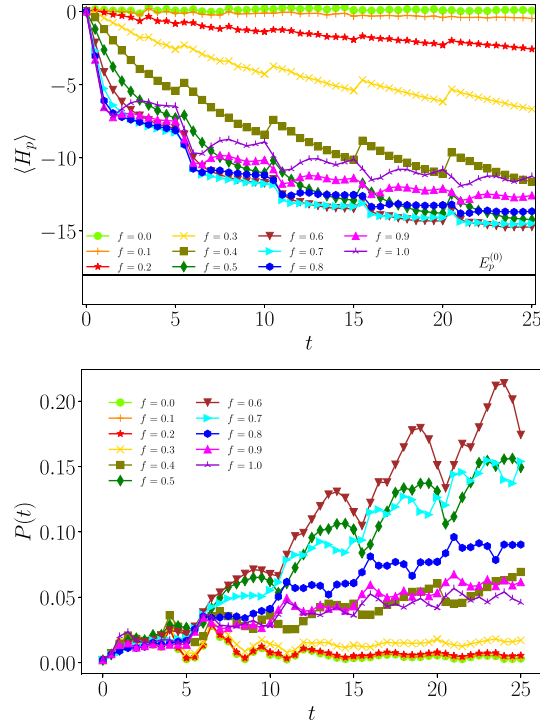 0
−5
−10
−15
⟨H_p⟩
f = 0.0 f = 0.3 f = 0.6 f = 0.9
f = 0.1 f = 0.4 f = 0.7 f = 1.0
f = 0.2 f = 0.5 f = 0.8
E_p^{(0)}
0 5 10 15 20 25
t
0.20
0.15
0.10
0.05
0.00
P(t)
f = 0.0 f = 0.6
f = 0.1 f = 0.7
f = 0.2 f = 0.8
f = 0.3 f = 0.9
f = 0.4 f = 1.0
f = 0.5
0 5 10 15 20 25
t